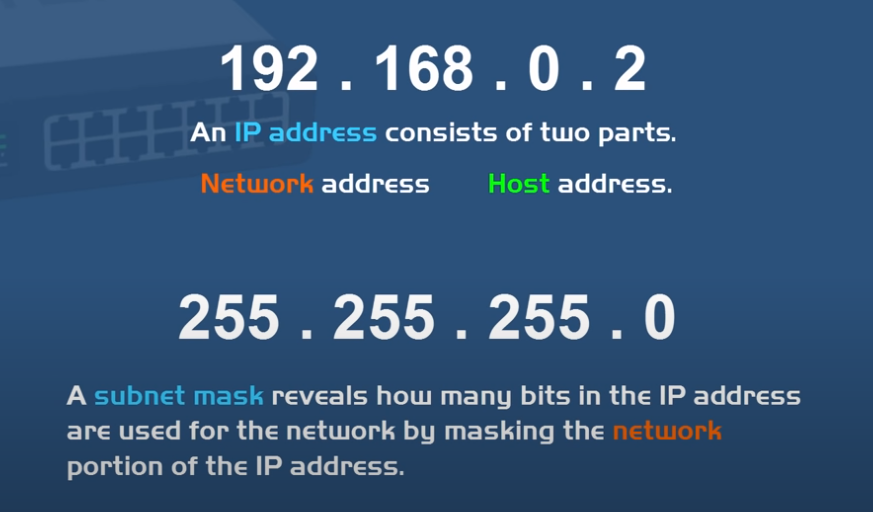 192 . 168 . 0 . 2
An IP address consists of two parts.
Network address Host address.
255 . 255 . 255 . 0
A subnet mask reveals how many bits in the IP address
are used for the network by masking the network
portion of the IP address.